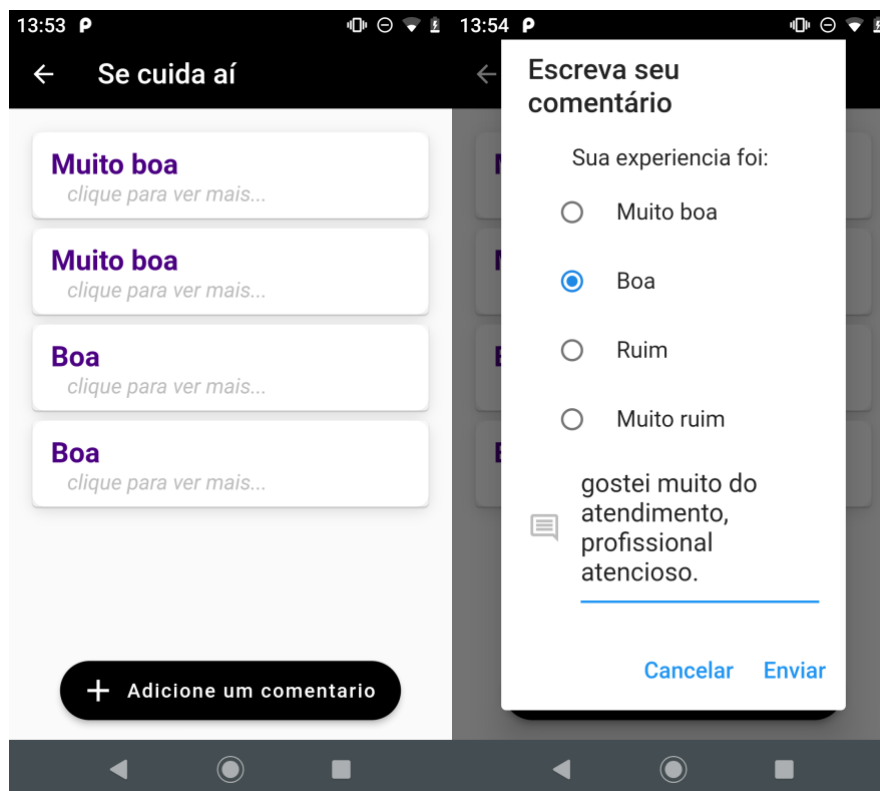 13:53
Se cuida aí
Muito boa
clique para ver mais...
Muito boa
clique para ver mais...
Boa
clique para ver mais...
Boa
clique para ver mais...
Adicione um comentario
13:54
Escreva seu
comentário
Sua experiencia foi:
Muito boa
Boa
Ruim
Muito ruim
gostei muito do
atendimento,
profissional
atencioso.
Cancelar Enviar